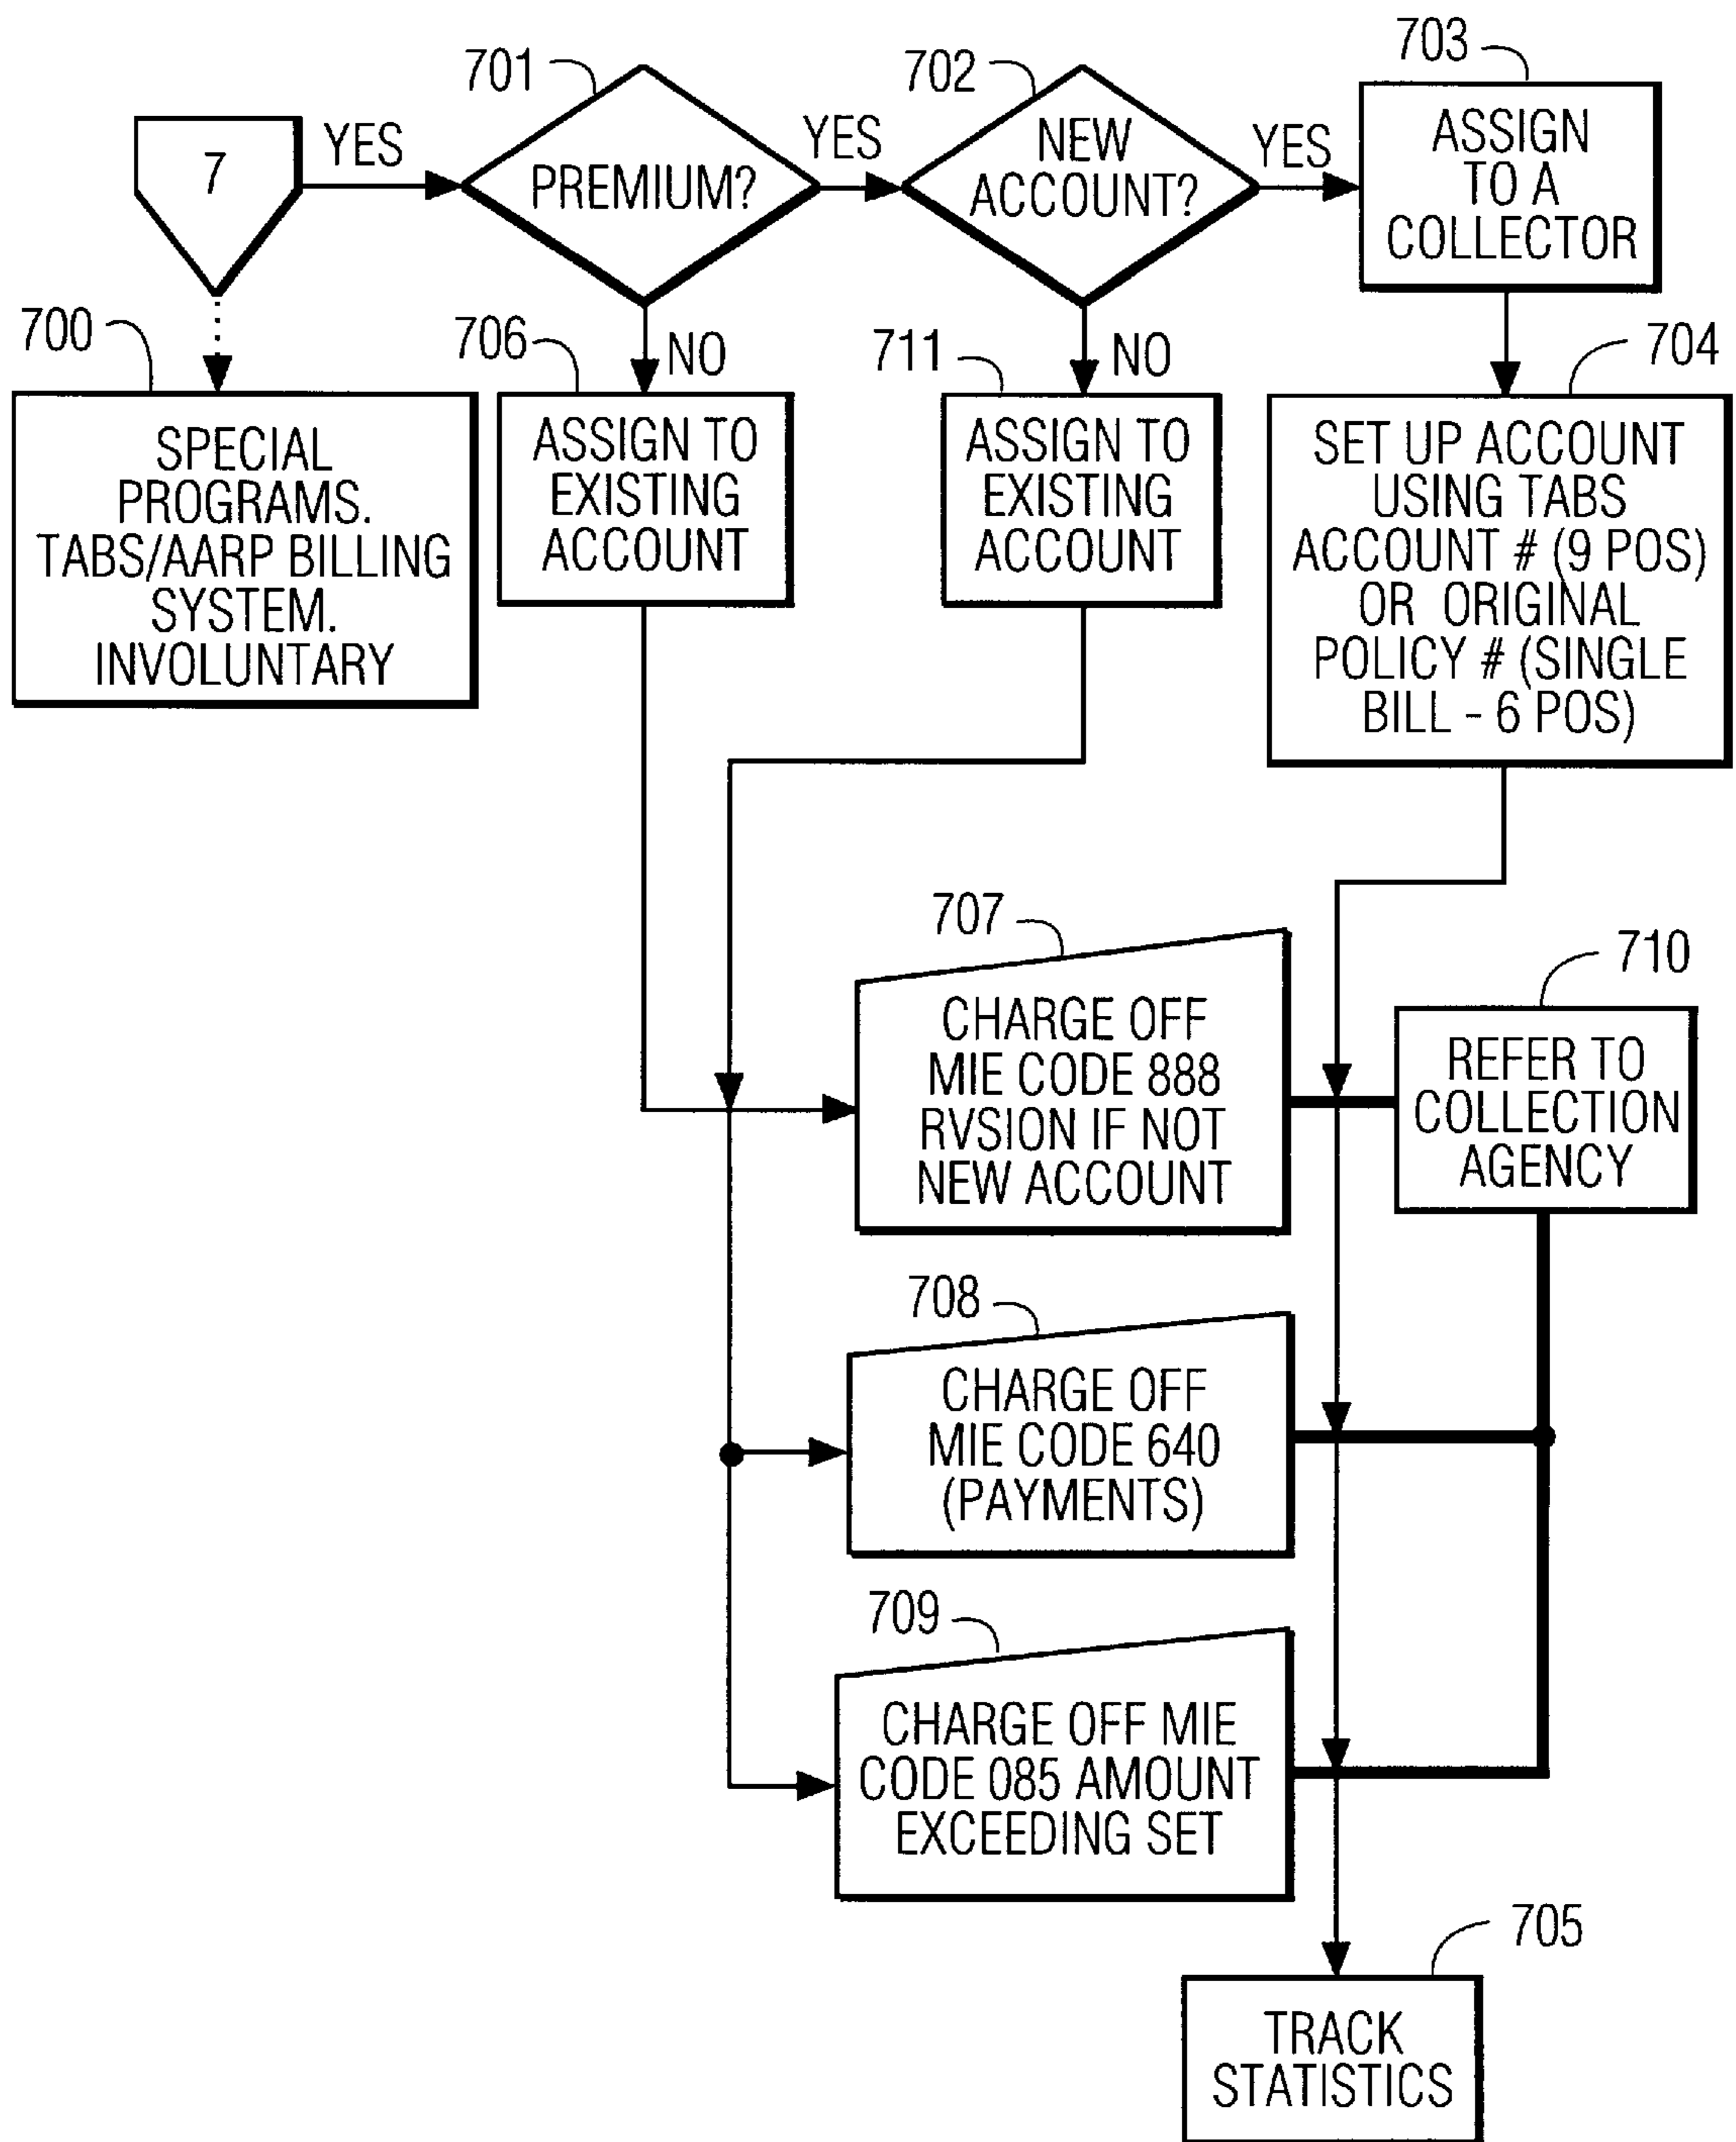 701
702
703
7
YES
PREMIUM?
YES
NEW
ACCOUNT?
YES
ASSIGN
TO A
COLLECTOR
700
706
NO
711
NO
704
SPECIAL
PROGRAMS.
TABS/AARP BILLING
SYSTEM.
INVOLUNTARY
ASSIGN TO
EXISTING
ACCOUNT
ASSIGN TO
EXISTING
ACCOUNT
SET UP ACCOUNT
USING TABS
ACCOUNT # (9 POS)
OR ORIGINAL
POLICY # (SINGLE
BILL - 6 POS)
707
CHARGE OFF
MIE CODE 888
RVSION IF NOT
NEW ACCOUNT
710
REFER TO
COLLECTION
AGENCY
708
CHARGE OFF
MIE CODE 640
(PAYMENTS)
709
CHARGE OFF MIE
CODE 085 AMOUNT
EXCEEDING SET
705
TRACK
STATISTICS